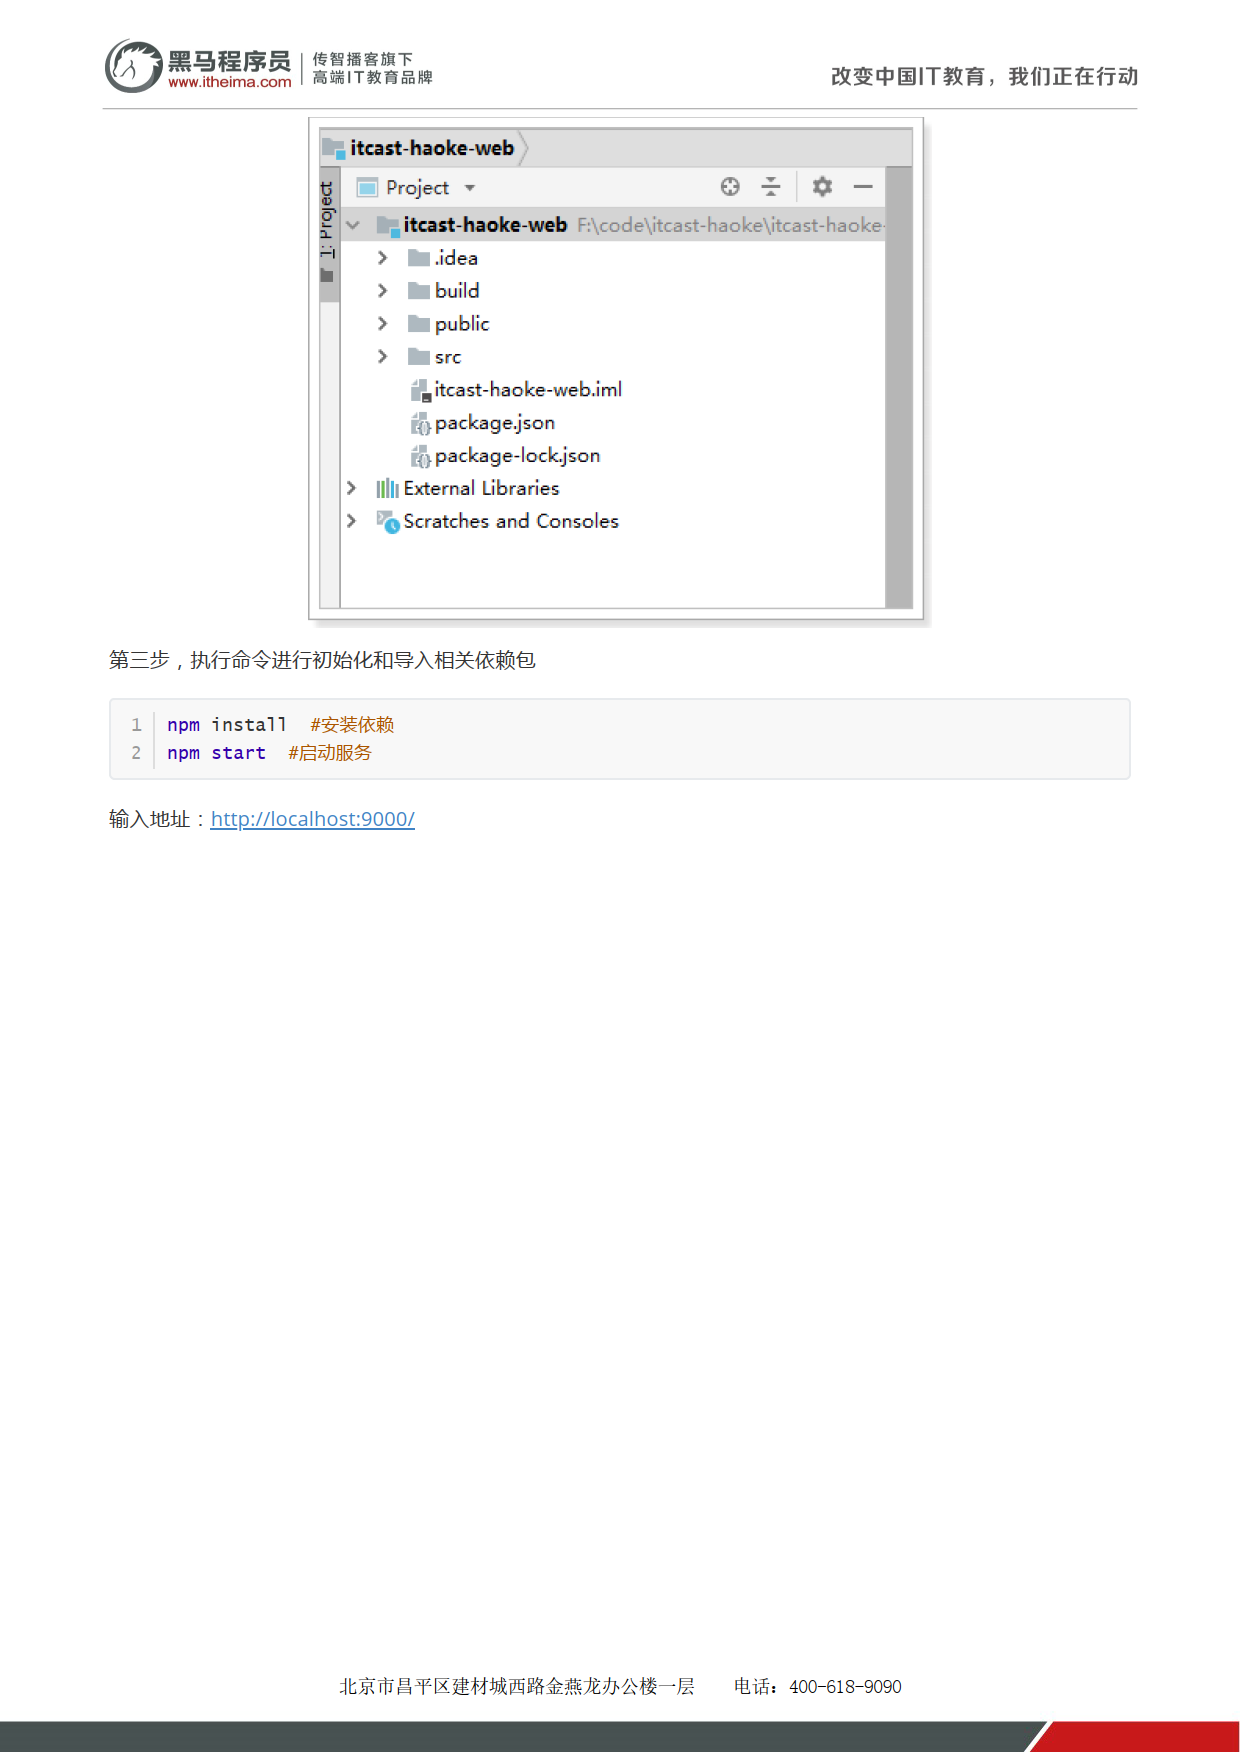 黑马程序员
www.itheima.com
传智播客旗下
高端IT教育品牌
改变中国IT教育，我们正在行动
itcast-haoke-web
1: Project
Project
itcast-haoke-web F:\code\itcast-haoke\itcast-haoke-
.idea
build
public
src
itcast-haoke-web.iml
package.json
package-lock.json
External Libraries
Scratches and Consoles
第三步，执行命令进行初始化和导入相关依赖包
1 npm install #安装依赖
2 npm start #启动服务
输入地址：http://localhost:9000/
北京市昌平区建材城西路金燕龙办公楼一层 电话：400-618-9090